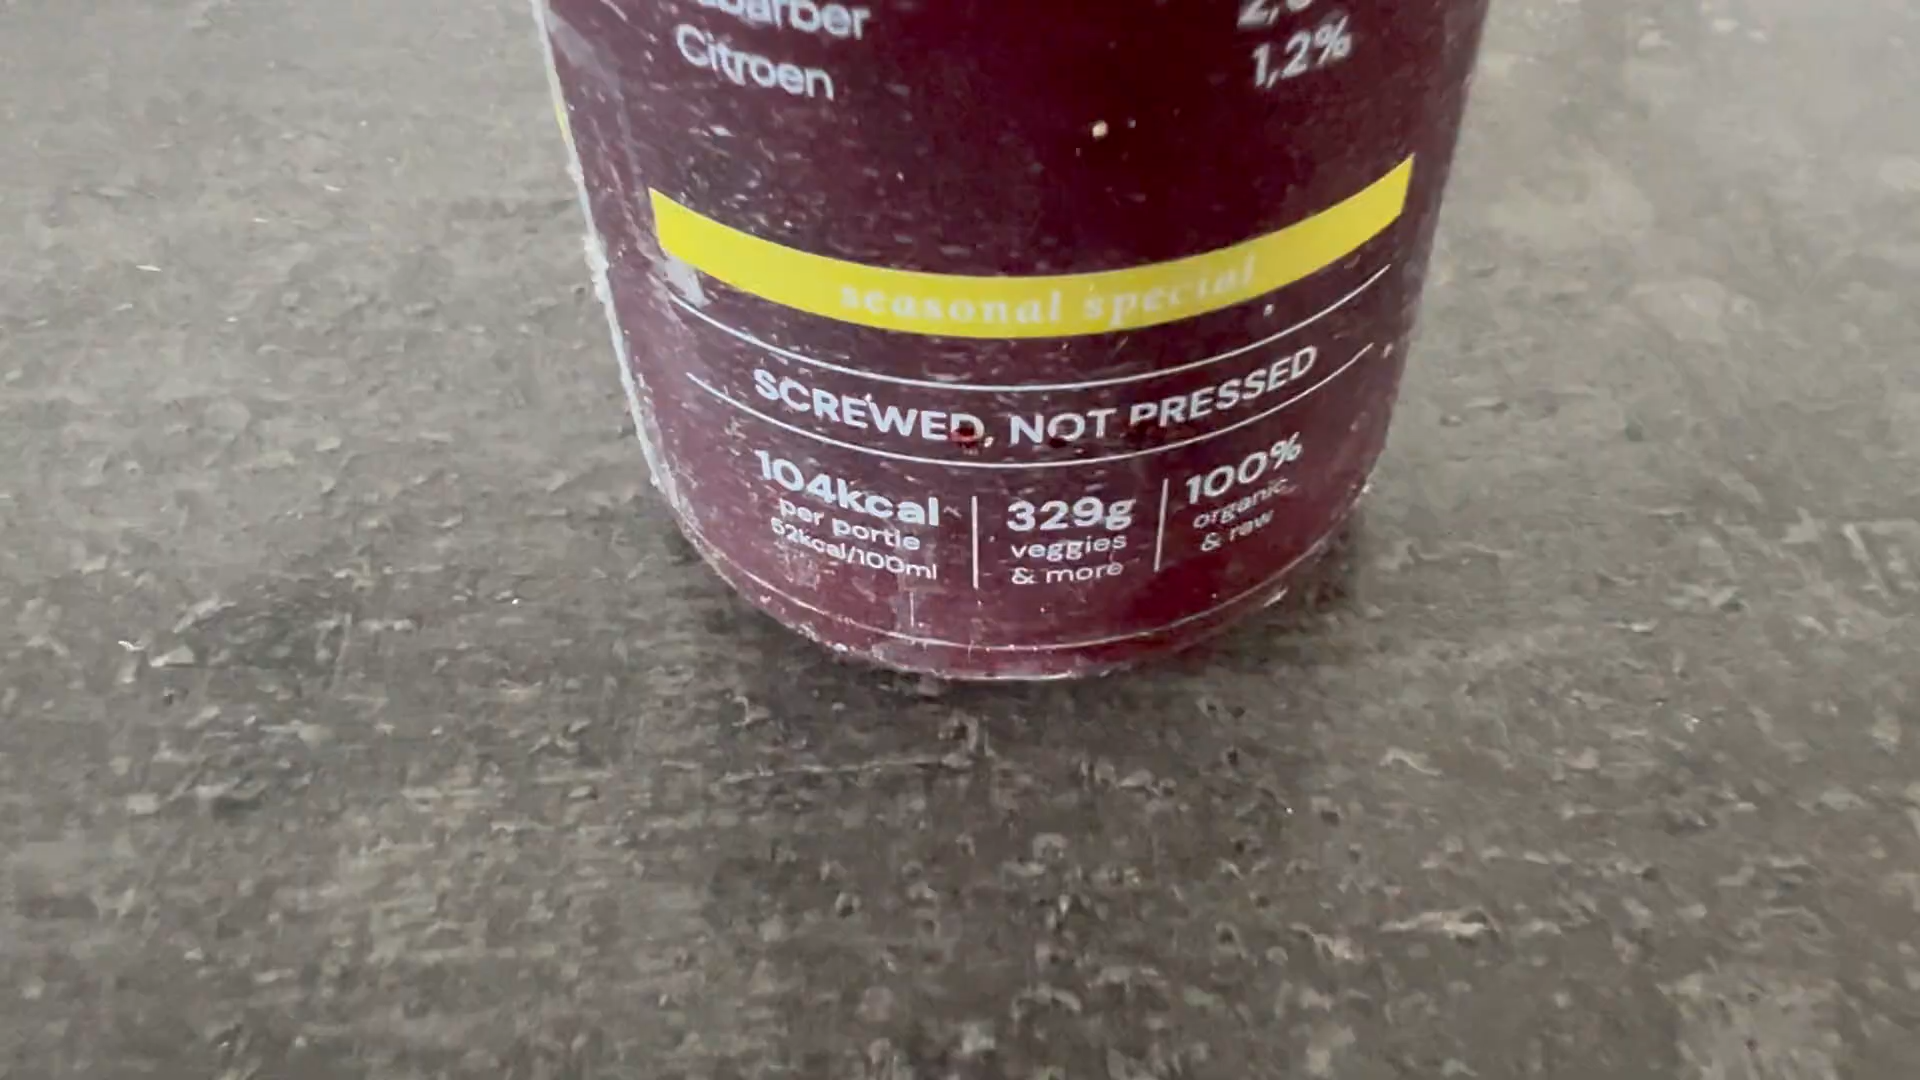 Citroen 1,2%
seasonal special
SCREWED, NOT PRESSED
104kcal
per portie
52kcal/100ml
329g
veggies
& more
100%
organic
& raw